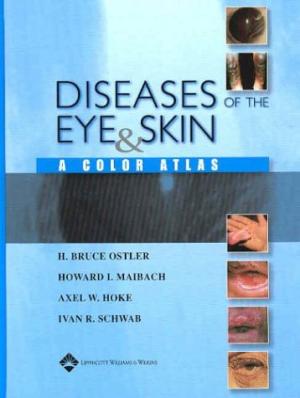 DISEASES OF THE
EYE & SKIN
A COLOR ATLAS
H. BRUCE OSTLER
HOWARD I. MAIBACH
AXEL W. HOKE
IVAN R. SCHWAB
LIPPINCOTT WILLIAMS & WILKINS